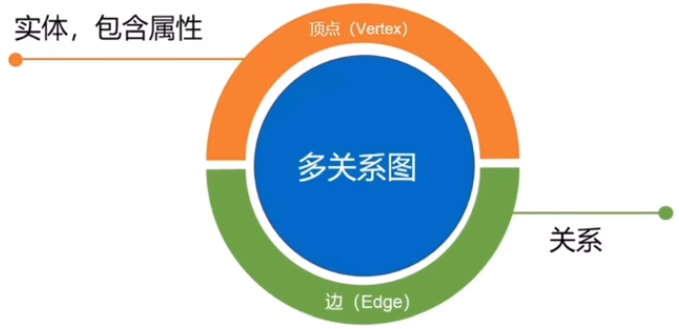 实体，包含属性
顶点（Vertex）
多关系图
关系
边（Edge）